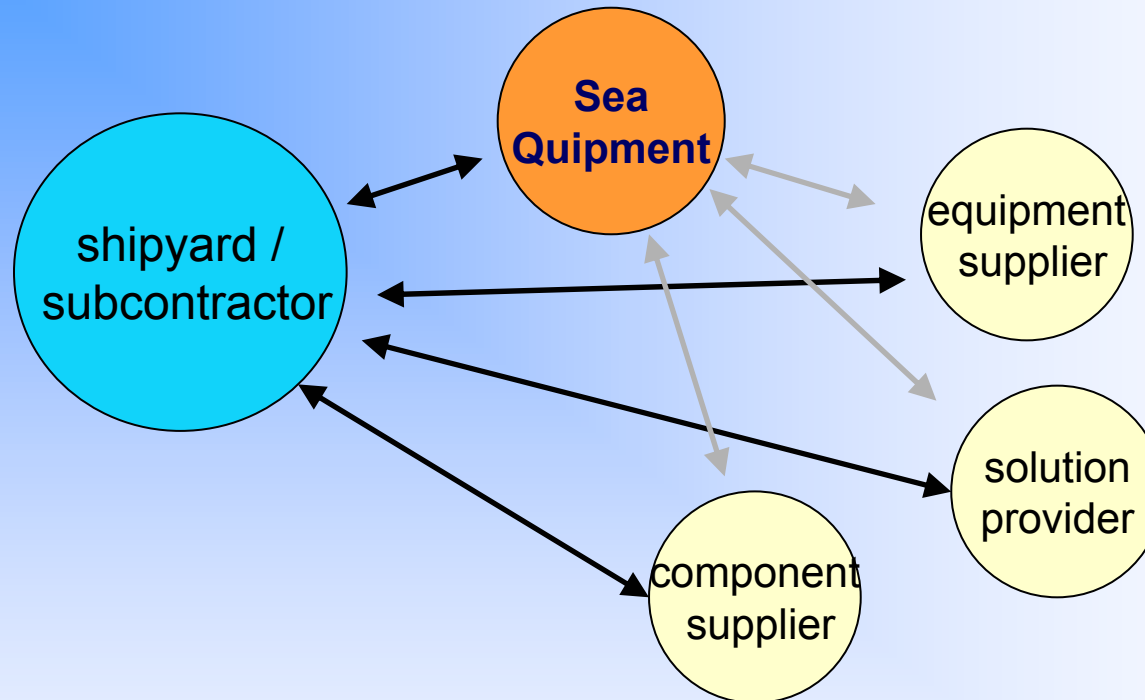 Sea
Quipment
shipyard /
subcontractor
equipment
supplier
solution
provider
component
supplier